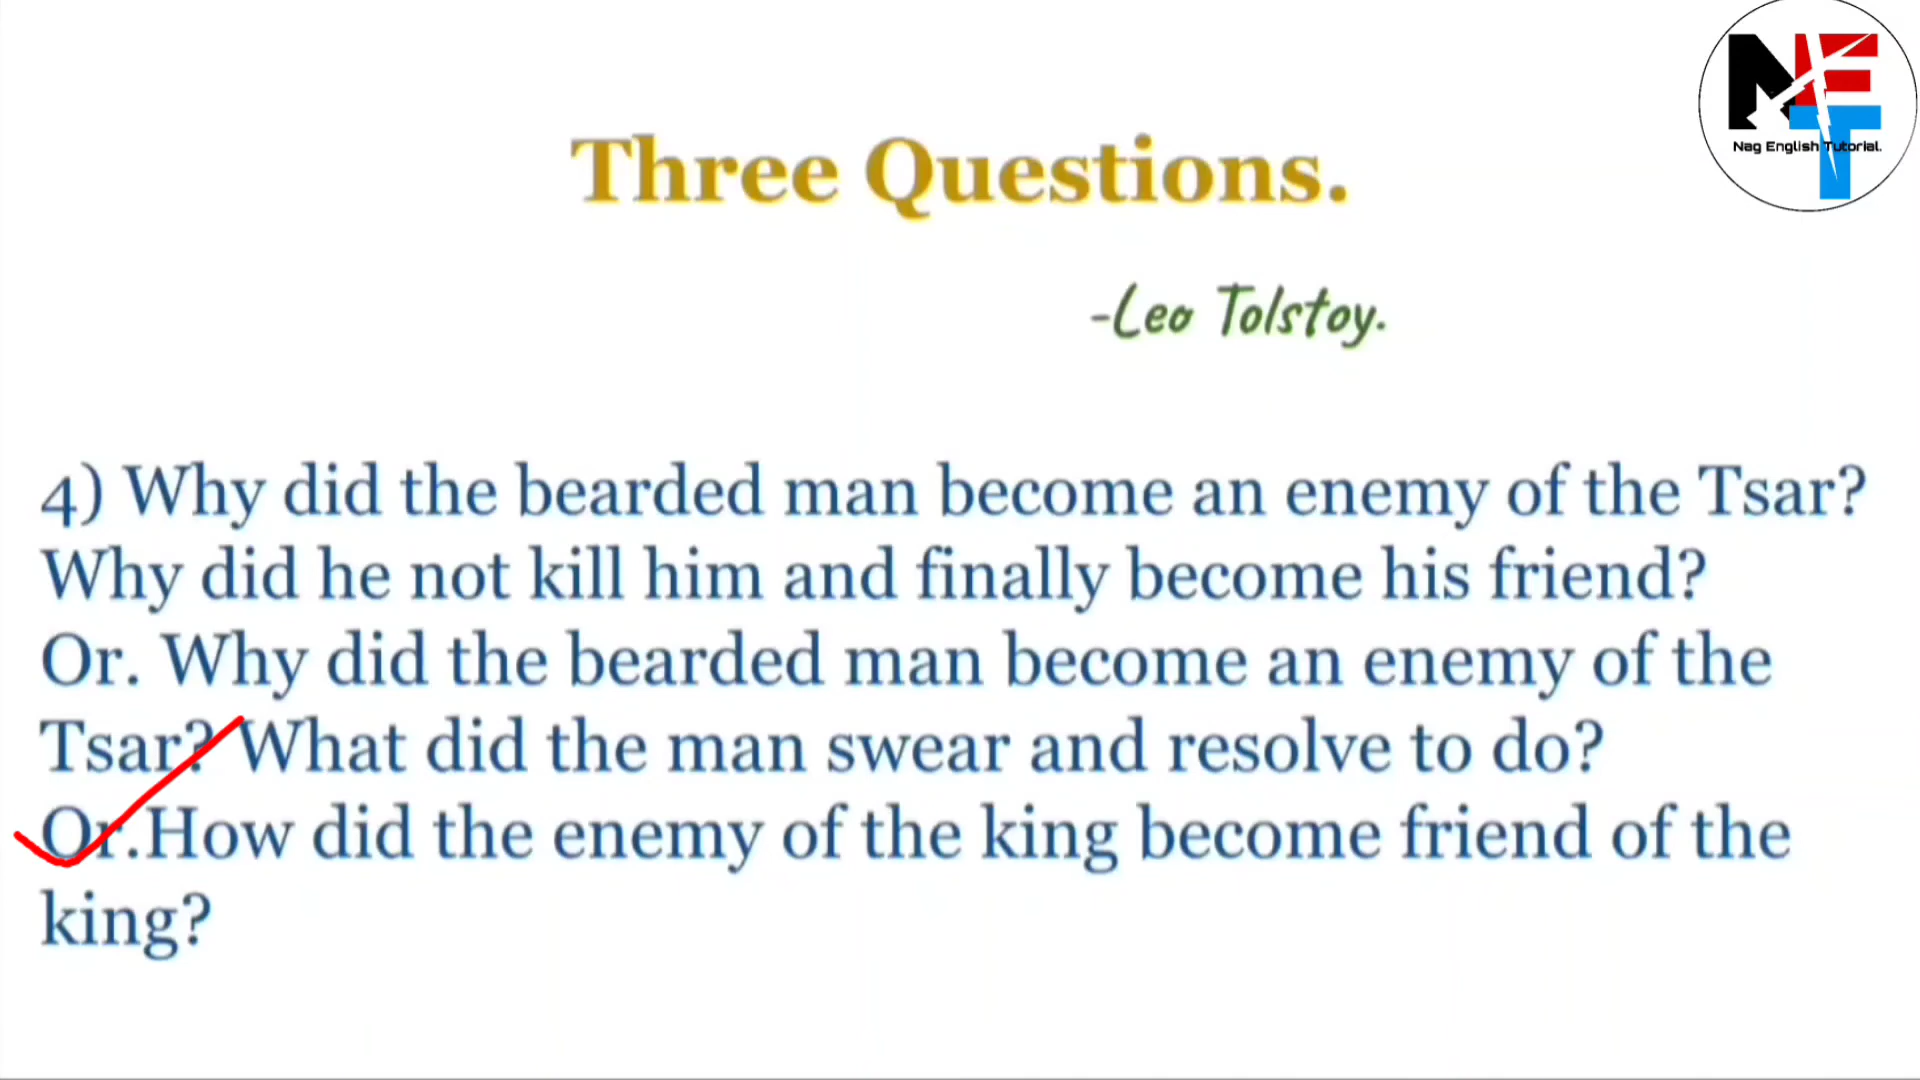 NET
Nag English Tutorial.
Three Questions.
-Leo Tolstoy.
4) Why did the bearded man become an enemy of the Tsar?
Why did he not kill him and finally become his friend?
Or. Why did the bearded man become an enemy of the
Tsar? What did the man swear and resolve to do?
Or.How did the enemy of the king become friend of the
king?